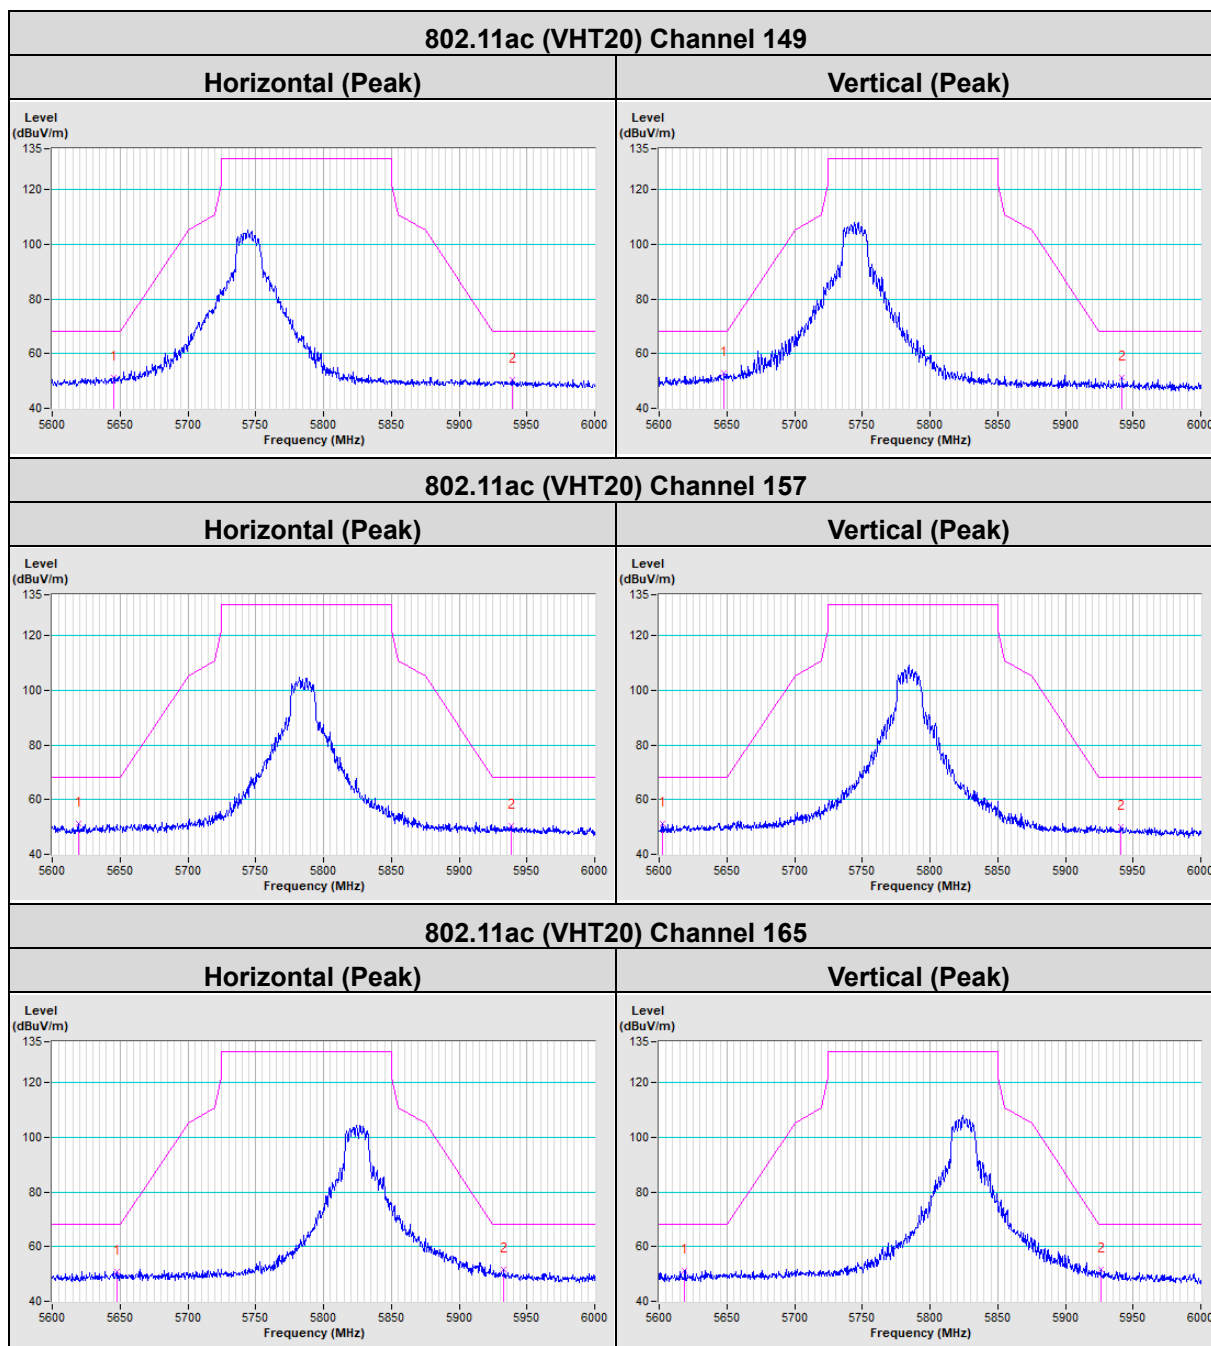 802.11ac (VHT20) Channel 149
Horizontal (Peak)
Vertical (Peak)
Level
(dBuV/m)
135
120
100
80
60
40
1
2
5600 5650 5700 5750 5800 5850 5900 5950 6000
Frequency (MHz)
Level
(dBuV/m)
135
120
100
80
60
40
1
2
5600 5650 5700 5750 5800 5850 5900 5950 6000
Frequency (MHz)
802.11ac (VHT20) Channel 157
Horizontal (Peak)
Vertical (Peak)
Level
(dBuV/m)
135
120
100
80
60
40
1
2
5600 5650 5700 5750 5800 5850 5900 5950 6000
Frequency (MHz)
Level
(dBuV/m)
135
120
100
80
60
40
1
2
5600 5650 5700 5750 5800 5850 5900 5950 6000
Frequency (MHz)
802.11ac (VHT20) Channel 165
Horizontal (Peak)
Vertical (Peak)
Level
(dBuV/m)
135
120
100
80
60
40
1
2
5600 5650 5700 5750 5800 5850 5900 5950 6000
Frequency (MHz)
Level
(dBuV/m)
135
120
100
80
60
40
1
2
5600 5650 5700 5750 5800 5850 5900 5950 6000
Frequency (MHz)